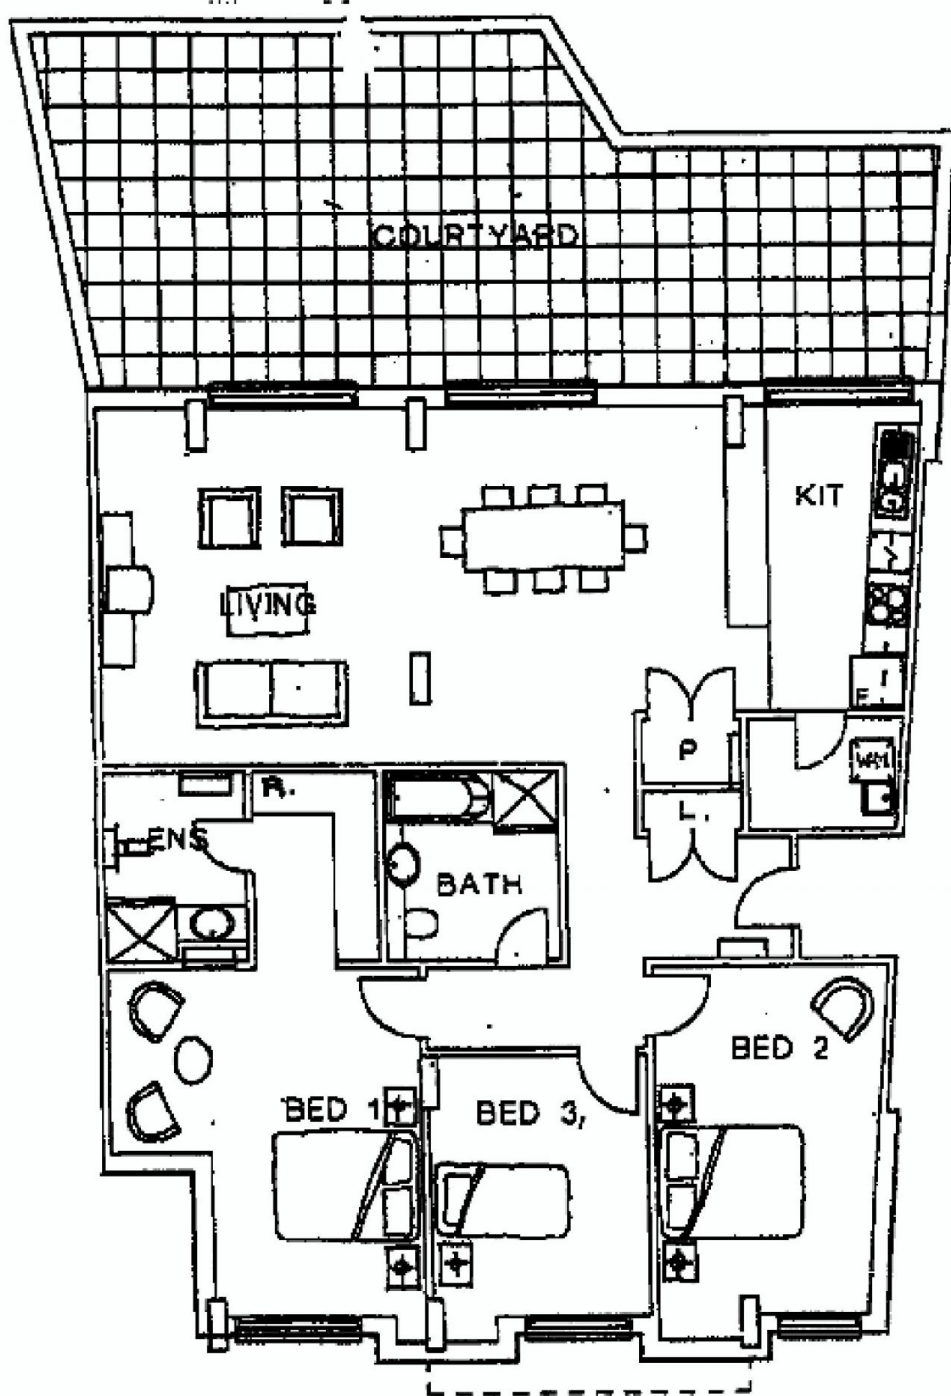 COURTYARD
KIT
LIVING
F.
P
W.M.
R.
L.
ENS
BATH
BED 2
BED 1
BED 3,